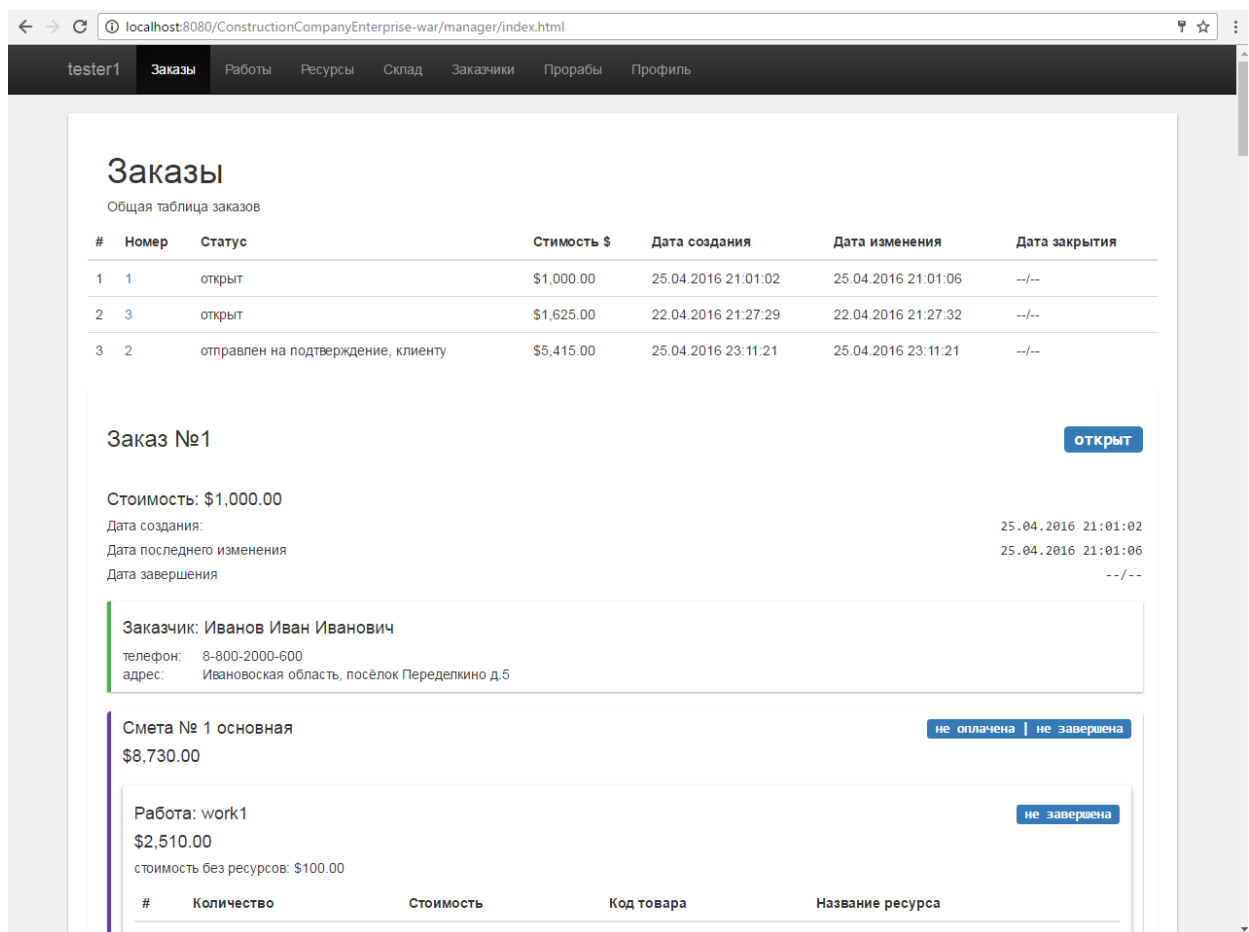 localhost:8080/ConstructionCompanyEnterprise-war/manager/index.html
tester1 Заказы Работы Ресурсы Склад Заказчики Прорабы Профиль
Заказы
Общая таблица заказов
# Номер Статус Стимость $ Дата создания Дата изменения Дата закрытия
1 1 открыт $1,000.00 25.04.2016 21:01:02 25.04.2016 21:01:06 --/--
2 3 открыт $1,625.00 22.04.2016 21:27:29 22.04.2016 21:27:32 --/--
3 2 отправлен на подтверждение, клиенту $5,415.00 25.04.2016 23:11:21 25.04.2016 23:11:21 --/--
Заказ №1 открыт
Стоимость: $1,000.00
Дата создания: 25.04.2016 21:01:02
Дата последнего изменения 25.04.2016 21:01:06
Дата завершения --/--
Заказчик: Иванов Иван Иванович
телефон: 8-800-2000-600
адрес: Ивановоская область, посёлок Переделкино д.5
Смета № 1 основная не оплачена | не завершена
$8,730.00
Работа: work1 не завершена
$2,510.00
стоимость без ресурсов: $100.00
# Количество Стоимость Код товара Название ресурса